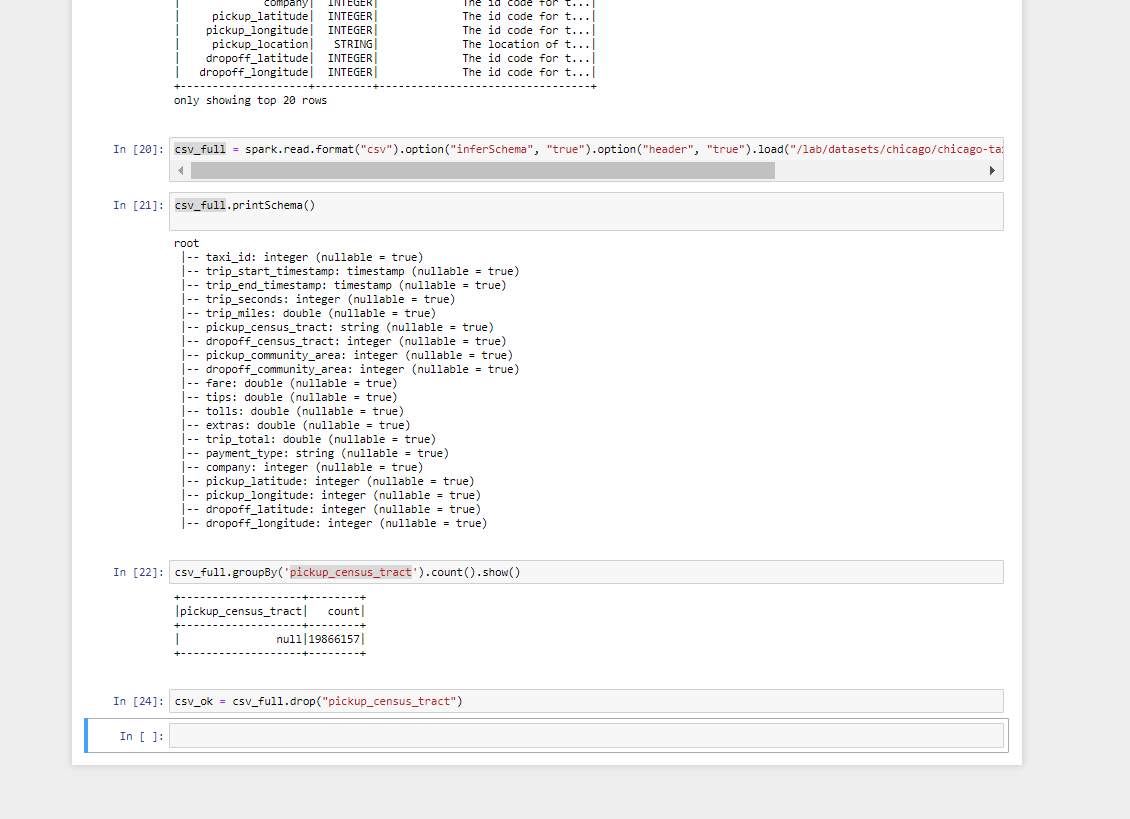 |             company|  INTEGER|             The id code for t...|
|     pickup_latitude|  INTEGER|             The id code for t...|
|    pickup_longitude|  INTEGER|             The id code for t...|
|     pickup_location|   STRING|             The location of t...|
|    dropoff_latitude|  INTEGER|             The id code for t...|
|   dropoff_longitude|  INTEGER|             The id code for t...|
+--------------------+---------+---------------------------------+
only showing top 20 rows
In [20]: csv_full = spark.read.format("csv").option("inferSchema", "true").option("header", "true").load("/lab/datasets/chicago/chicago-ta
In [21]: csv_full.printSchema()
root
|-- taxi_id: integer (nullable = true)
|-- trip_start_timestamp: timestamp (nullable = true)
|-- trip_end_timestamp: timestamp (nullable = true)
|-- trip_seconds: integer (nullable = true)
|-- trip_miles: double (nullable = true)
|-- pickup_census_tract: string (nullable = true)
|-- dropoff_census_tract: integer (nullable = true)
|-- pickup_community_area: integer (nullable = true)
|-- dropoff_community_area: integer (nullable = true)
|-- fare: double (nullable = true)
|-- tips: double (nullable = true)
|-- tolls: double (nullable = true)
|-- extras: double (nullable = true)
|-- trip_total: double (nullable = true)
|-- payment_type: string (nullable = true)
|-- company: integer (nullable = true)
|-- pickup_latitude: integer (nullable = true)
|-- pickup_longitude: integer (nullable = true)
|-- dropoff_latitude: integer (nullable = true)
|-- dropoff_longitude: integer (nullable = true)
In [22]: csv_full.groupBy('pickup_census_tract').count().show()
+-------------------+--------+
|pickup_census_tract|   count|
+-------------------+--------+
|               null|19866157|
+-------------------+--------+
In [24]: csv_ok = csv_full.drop("pickup_census_tract")
In [ ]: